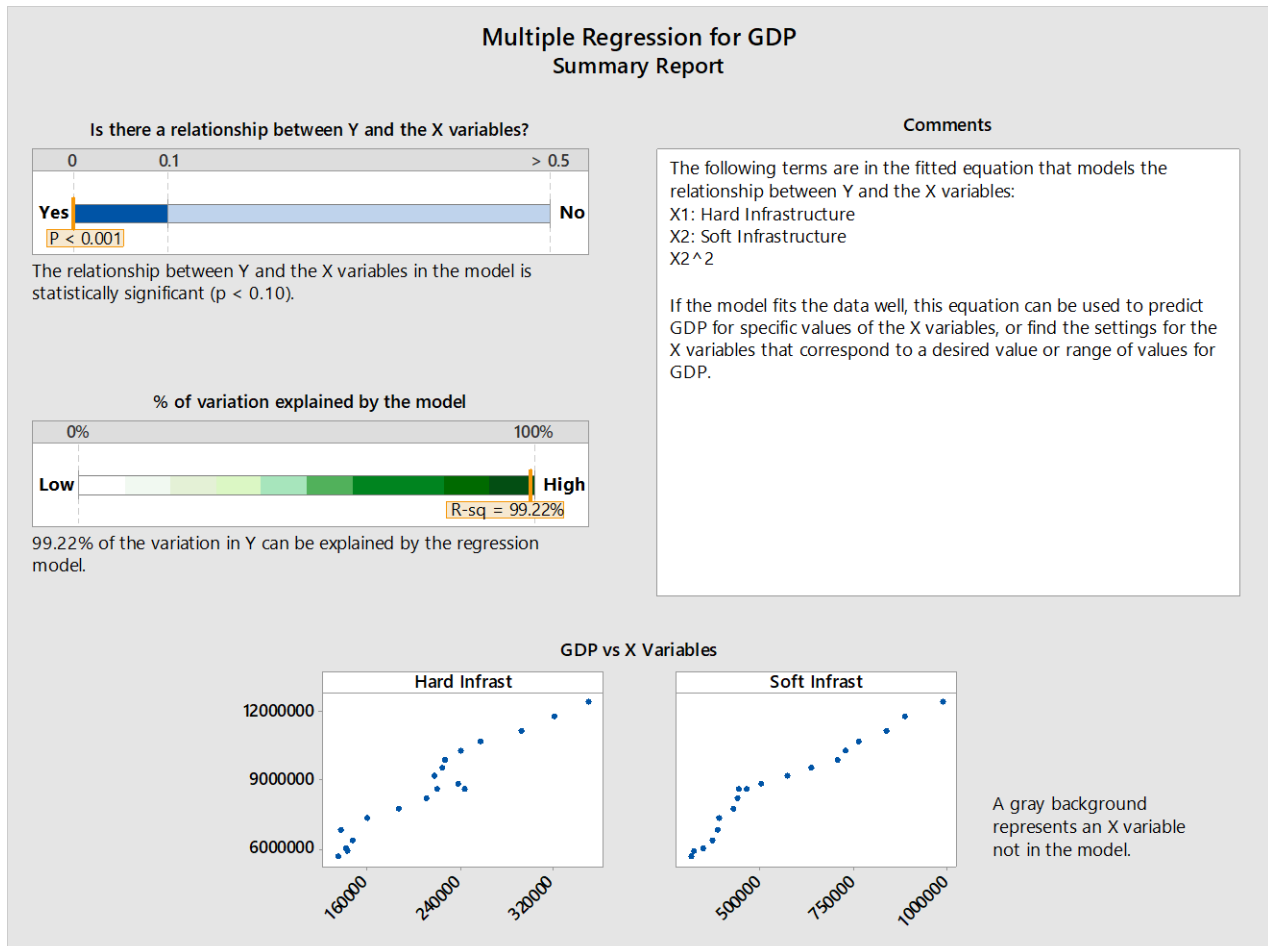 Multiple Regression for GDP
Summary Report
Is there a relationship between Y and the X variables?
0 0.1 > 0.5
Yes No
P < 0.001
The relationship between Y and the X variables in the model is
statistically significant (p < 0.10).
% of variation explained by the model
0% 100%
Low High
R-sq = 99.22%
99.22% of the variation in Y can be explained by the regression
model.
Comments
The following terms are in the fitted equation that models the
relationship between Y and the X variables:
X1: Hard Infrastructure
X2: Soft Infrastructure
X2^2
If the model fits the data well, this equation can be used to predict
GDP for specific values of the X variables, or find the settings for the
X variables that correspond to a desired value or range of values for
GDP.
GDP vs X Variables
Hard Infrast Soft Infrast
12000000
9000000
6000000
160000 240000 320000 500000 750000 1000000
A gray background
represents an X variable
not in the model.